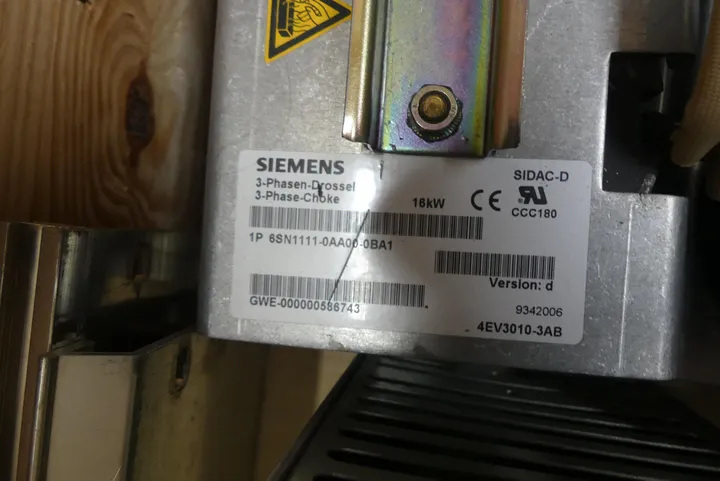 SIEMENS
SIDAC-D
3-Phasen-Drossel
3-Phase-Choke
16kW
CE
CCC180
1P 6SN1111-0AA00-0BA1
Version: d
GWE-000000586743
9342006
4EV3010-3AB